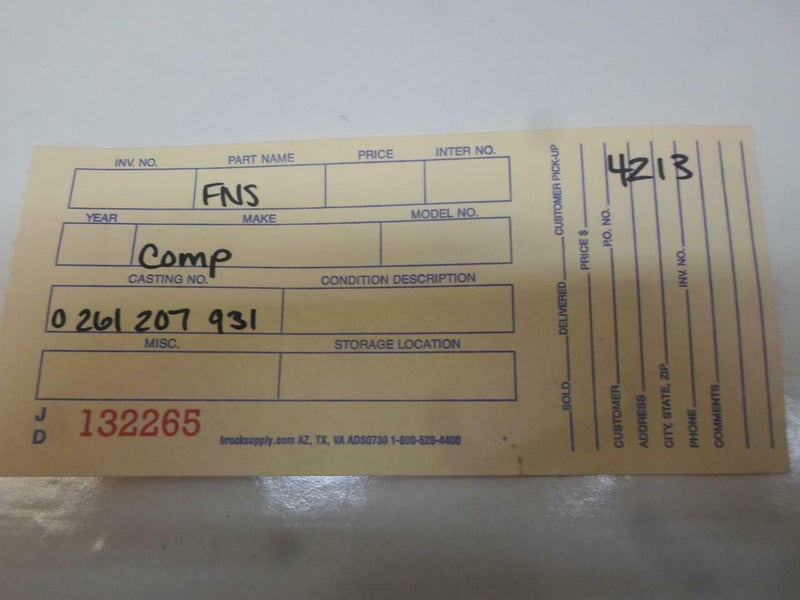 INV. NO. PART NAME PRICE INTER NO.
FNS
YEAR MAKE MODEL NO.
Comp
CASTING NO. CONDITION DESCRIPTION
0 261 207 931
MISC. STORAGE LOCATION
J D 132265
brocksupply.com AZ, TX, VA ADS0730 1-800-528-4400
SOLD DELIVERED CUSTOMER PICK-UP
PRICE $
CUSTOMER P.O. NO.
4213
ADDRESS
CITY, STATE, ZIP
PHONE INV. NO.
COMMENTS